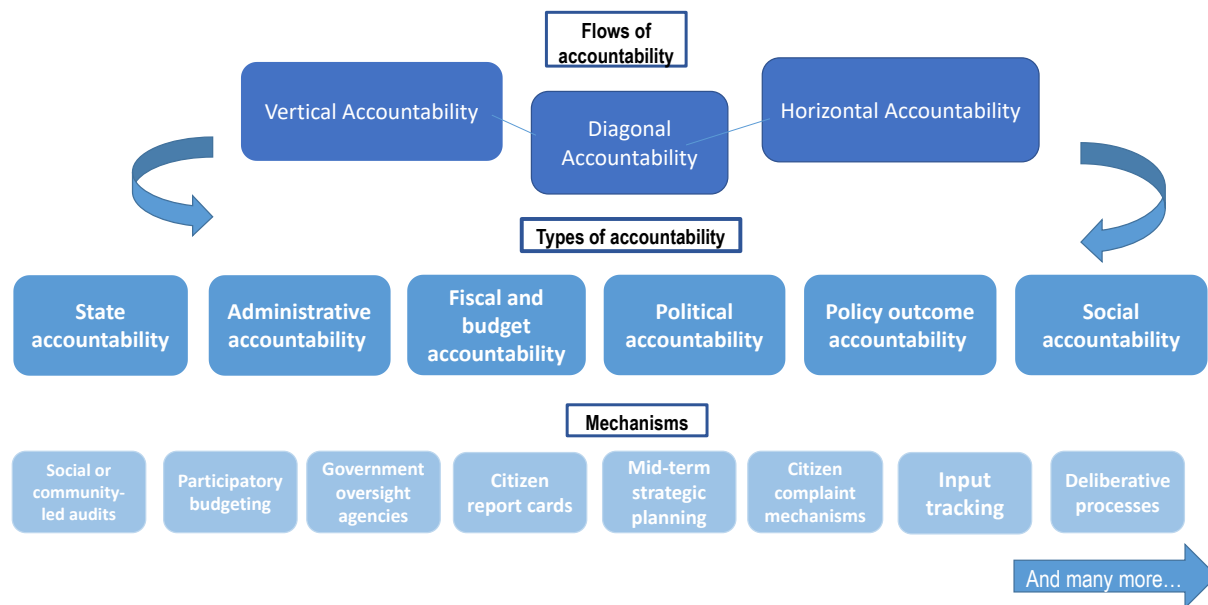 Flows of
accountability
Vertical Accountability
Diagonal
Accountability
Horizontal Accountability
Types of accountability
State
accountability
Administrative
accountability
Fiscal and
budget
accountability
Political
accountability
Policy outcome
accountability
Social
accountability
Mechanisms
Social or
community-
led audits
Participatory
budgeting
Government
oversight
agencies
Citizen
report cards
Mid-term
strategic
planning
Citizen
complaint
mechanisms
Input
tracking
Deliberative
processes
And many more…